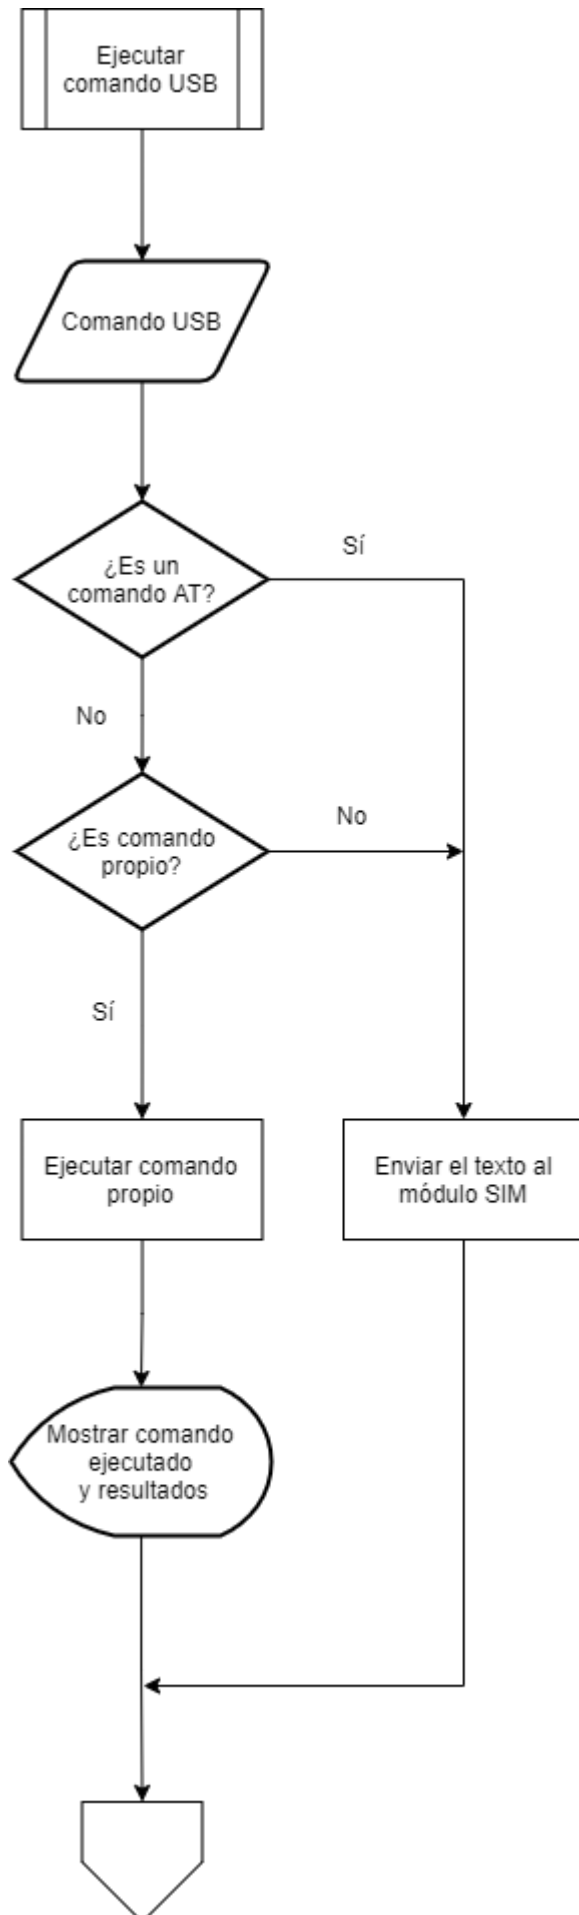 Ejecutar
comando USB
Comando USB
¿Es un
comando AT?
Sí
No
¿Es comando
propio?
No
Sí
Ejecutar comando
propio
Enviar el texto al
módulo SIM
Mostrar comando
ejecutado
y resultados